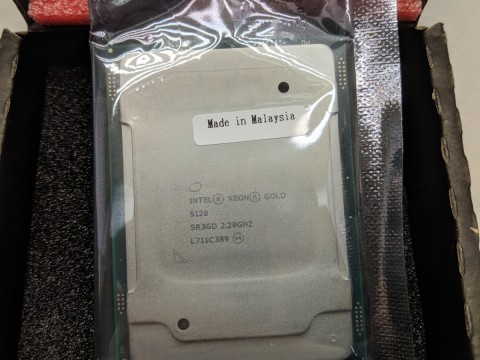 Made in Malaysia
INTEL® XEON® GOLD
5120
SR3GD 2.20GHZ
L711C389